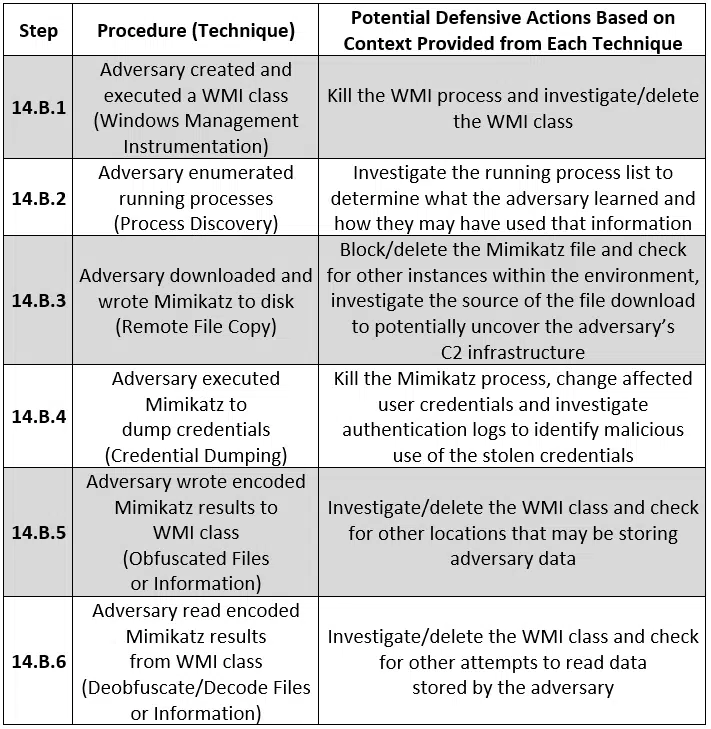 Step
Procedure (Technique)
Potential Defensive Actions Based on
Context Provided from Each Technique
14.B.1
Adversary created and
executed a WMI class
(Windows Management
Instrumentation)
Kill the WMI process and investigate/delete
the WMI class
14.B.2
Adversary enumerated
running processes
(Process Discovery)
Investigate the running process list to
determine what the adversary learned and
how they may have used that information
14.B.3
Adversary downloaded and
wrote Mimikatz to disk
(Remote File Copy)
Block/delete the Mimikatz file and check
for other instances within the environment,
investigate the source of the file download
to potentially uncover the adversary’s
C2 infrastructure
14.B.4
Adversary executed
Mimikatz to
dump credentials
(Credential Dumping)
Kill the Mimikatz process, change affected
user credentials and investigate
authentication logs to identify malicious
use of the stolen credentials
14.B.5
Adversary wrote encoded
Mimikatz results to
WMI class
(Obfuscated Files
or Information)
Investigate/delete the WMI class and check
for other locations that may be storing
adversary data
14.B.6
Adversary read encoded
Mimikatz results
from WMI class
(Deobfuscate/Decode Files
or Information)
Investigate/delete the WMI class and check
for other attempts to read data
stored by the adversary